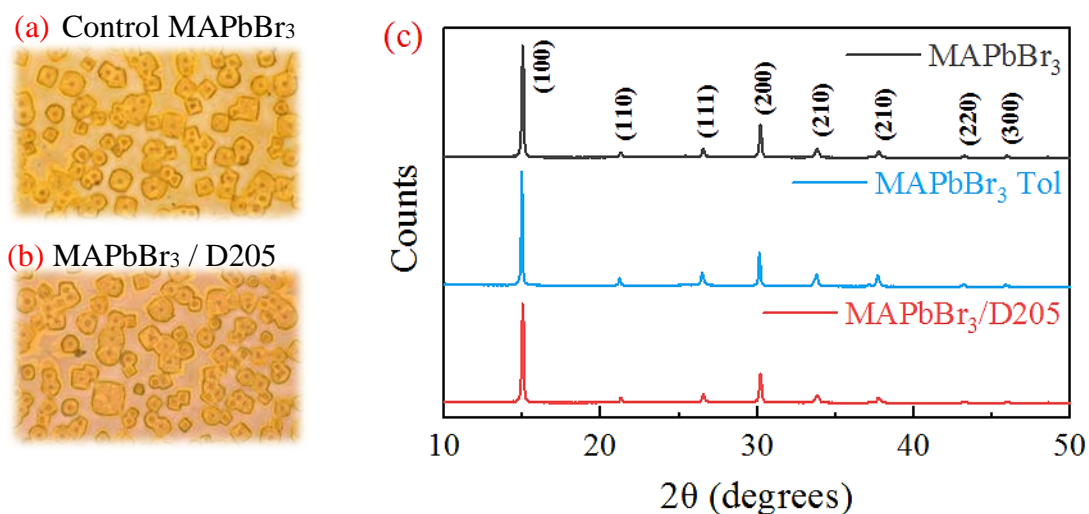 (a) Control MAPbBr₃
(b) MAPbBr₃ / D205
(c)
MAPbBr₃
(100)
(110)
(111)
(200)
(210)
(210)
(220)
(300)
MAPbBr₃ Tol
MAPbBr₃/D205
Counts
10 20 30 40 50
2θ (degrees)